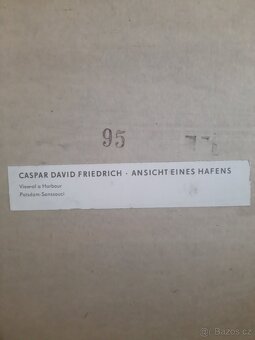 95
CASPAR DAVID FRIEDRICH · ANSICHT EINES HAFENS
View of a Harbour
Potsdam-Sanssouci
© Bazos.cz